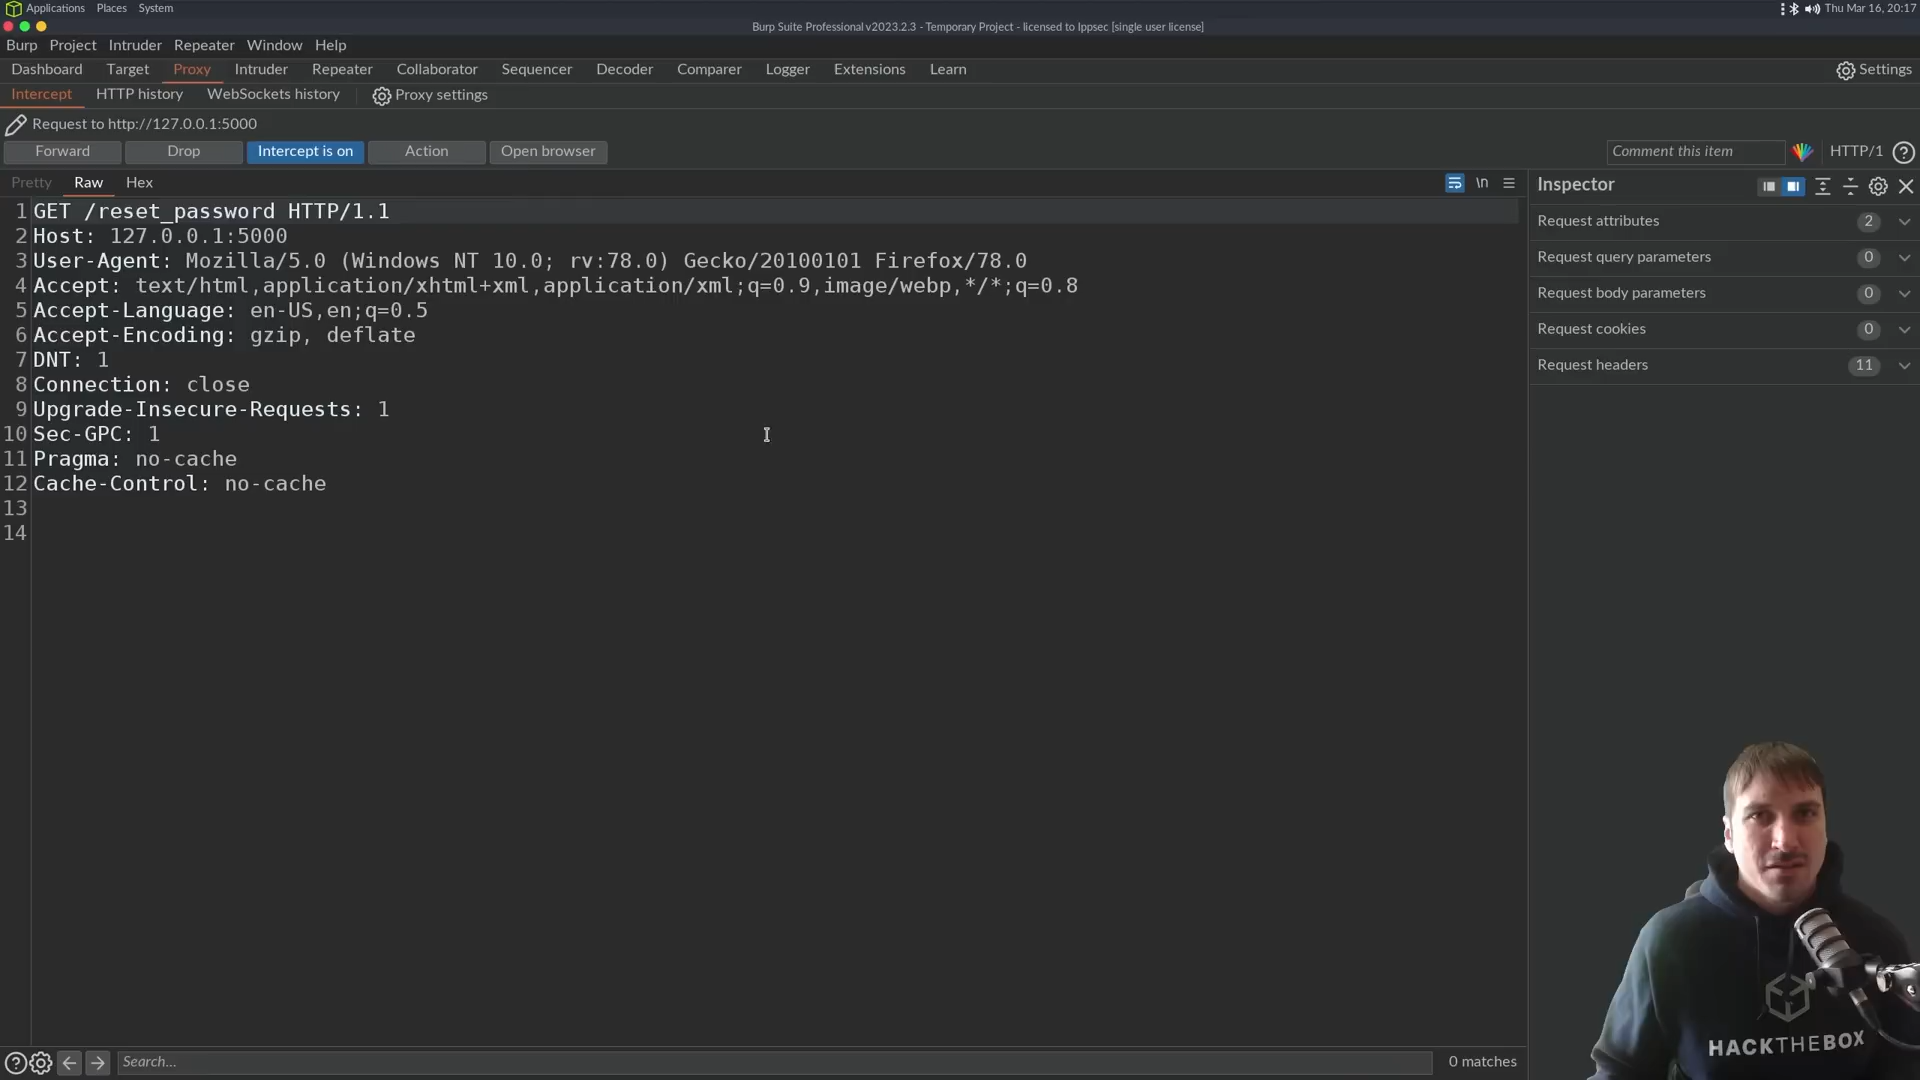 Applications Places System
Thu Mar 16, 20:17
Burp Suite Professional v2023.2.3 - Temporary Project - licensed to Ippsec [single user license]
Burp Project Intruder Repeater Window Help
Dashboard Target Proxy Intruder Repeater Collaborator Sequencer Decoder Comparer Logger Extensions Learn Settings
Intercept HTTP history WebSockets history Proxy settings
Request to http://127.0.0.1:5000
Forward Drop Intercept is on Action Open browser Comment this item HTTP/1 ?
Pretty Raw Hex \n
1 GET /reset_password HTTP/1.1
2 Host: 127.0.0.1:5000
3 User-Agent: Mozilla/5.0 (Windows NT 10.0; rv:78.0) Gecko/20100101 Firefox/78.0
4 Accept: text/html,application/xhtml+xml,application/xml;q=0.9,image/webp,*/*;q=0.8
5 Accept-Language: en-US,en;q=0.5
6 Accept-Encoding: gzip, deflate
7 DNT: 1
8 Connection: close
9 Upgrade-Insecure-Requests: 1
10 Sec-GPC: 1
11 Pragma: no-cache
12 Cache-Control: no-cache
13
14
Inspector
Request attributes 2
Request query parameters 0
Request body parameters 0
Request cookies 0
Request headers 11
HACKTHEBOX
? Search... 0 matches